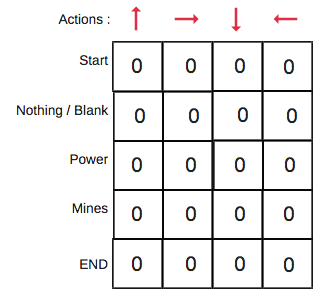 Actions : ↑ → ↓ ←
Start 0 0 0 0
Nothing / Blank 0 0 0 0
Power 0 0 0 0
Mines 0 0 0 0
END 0 0 0 0